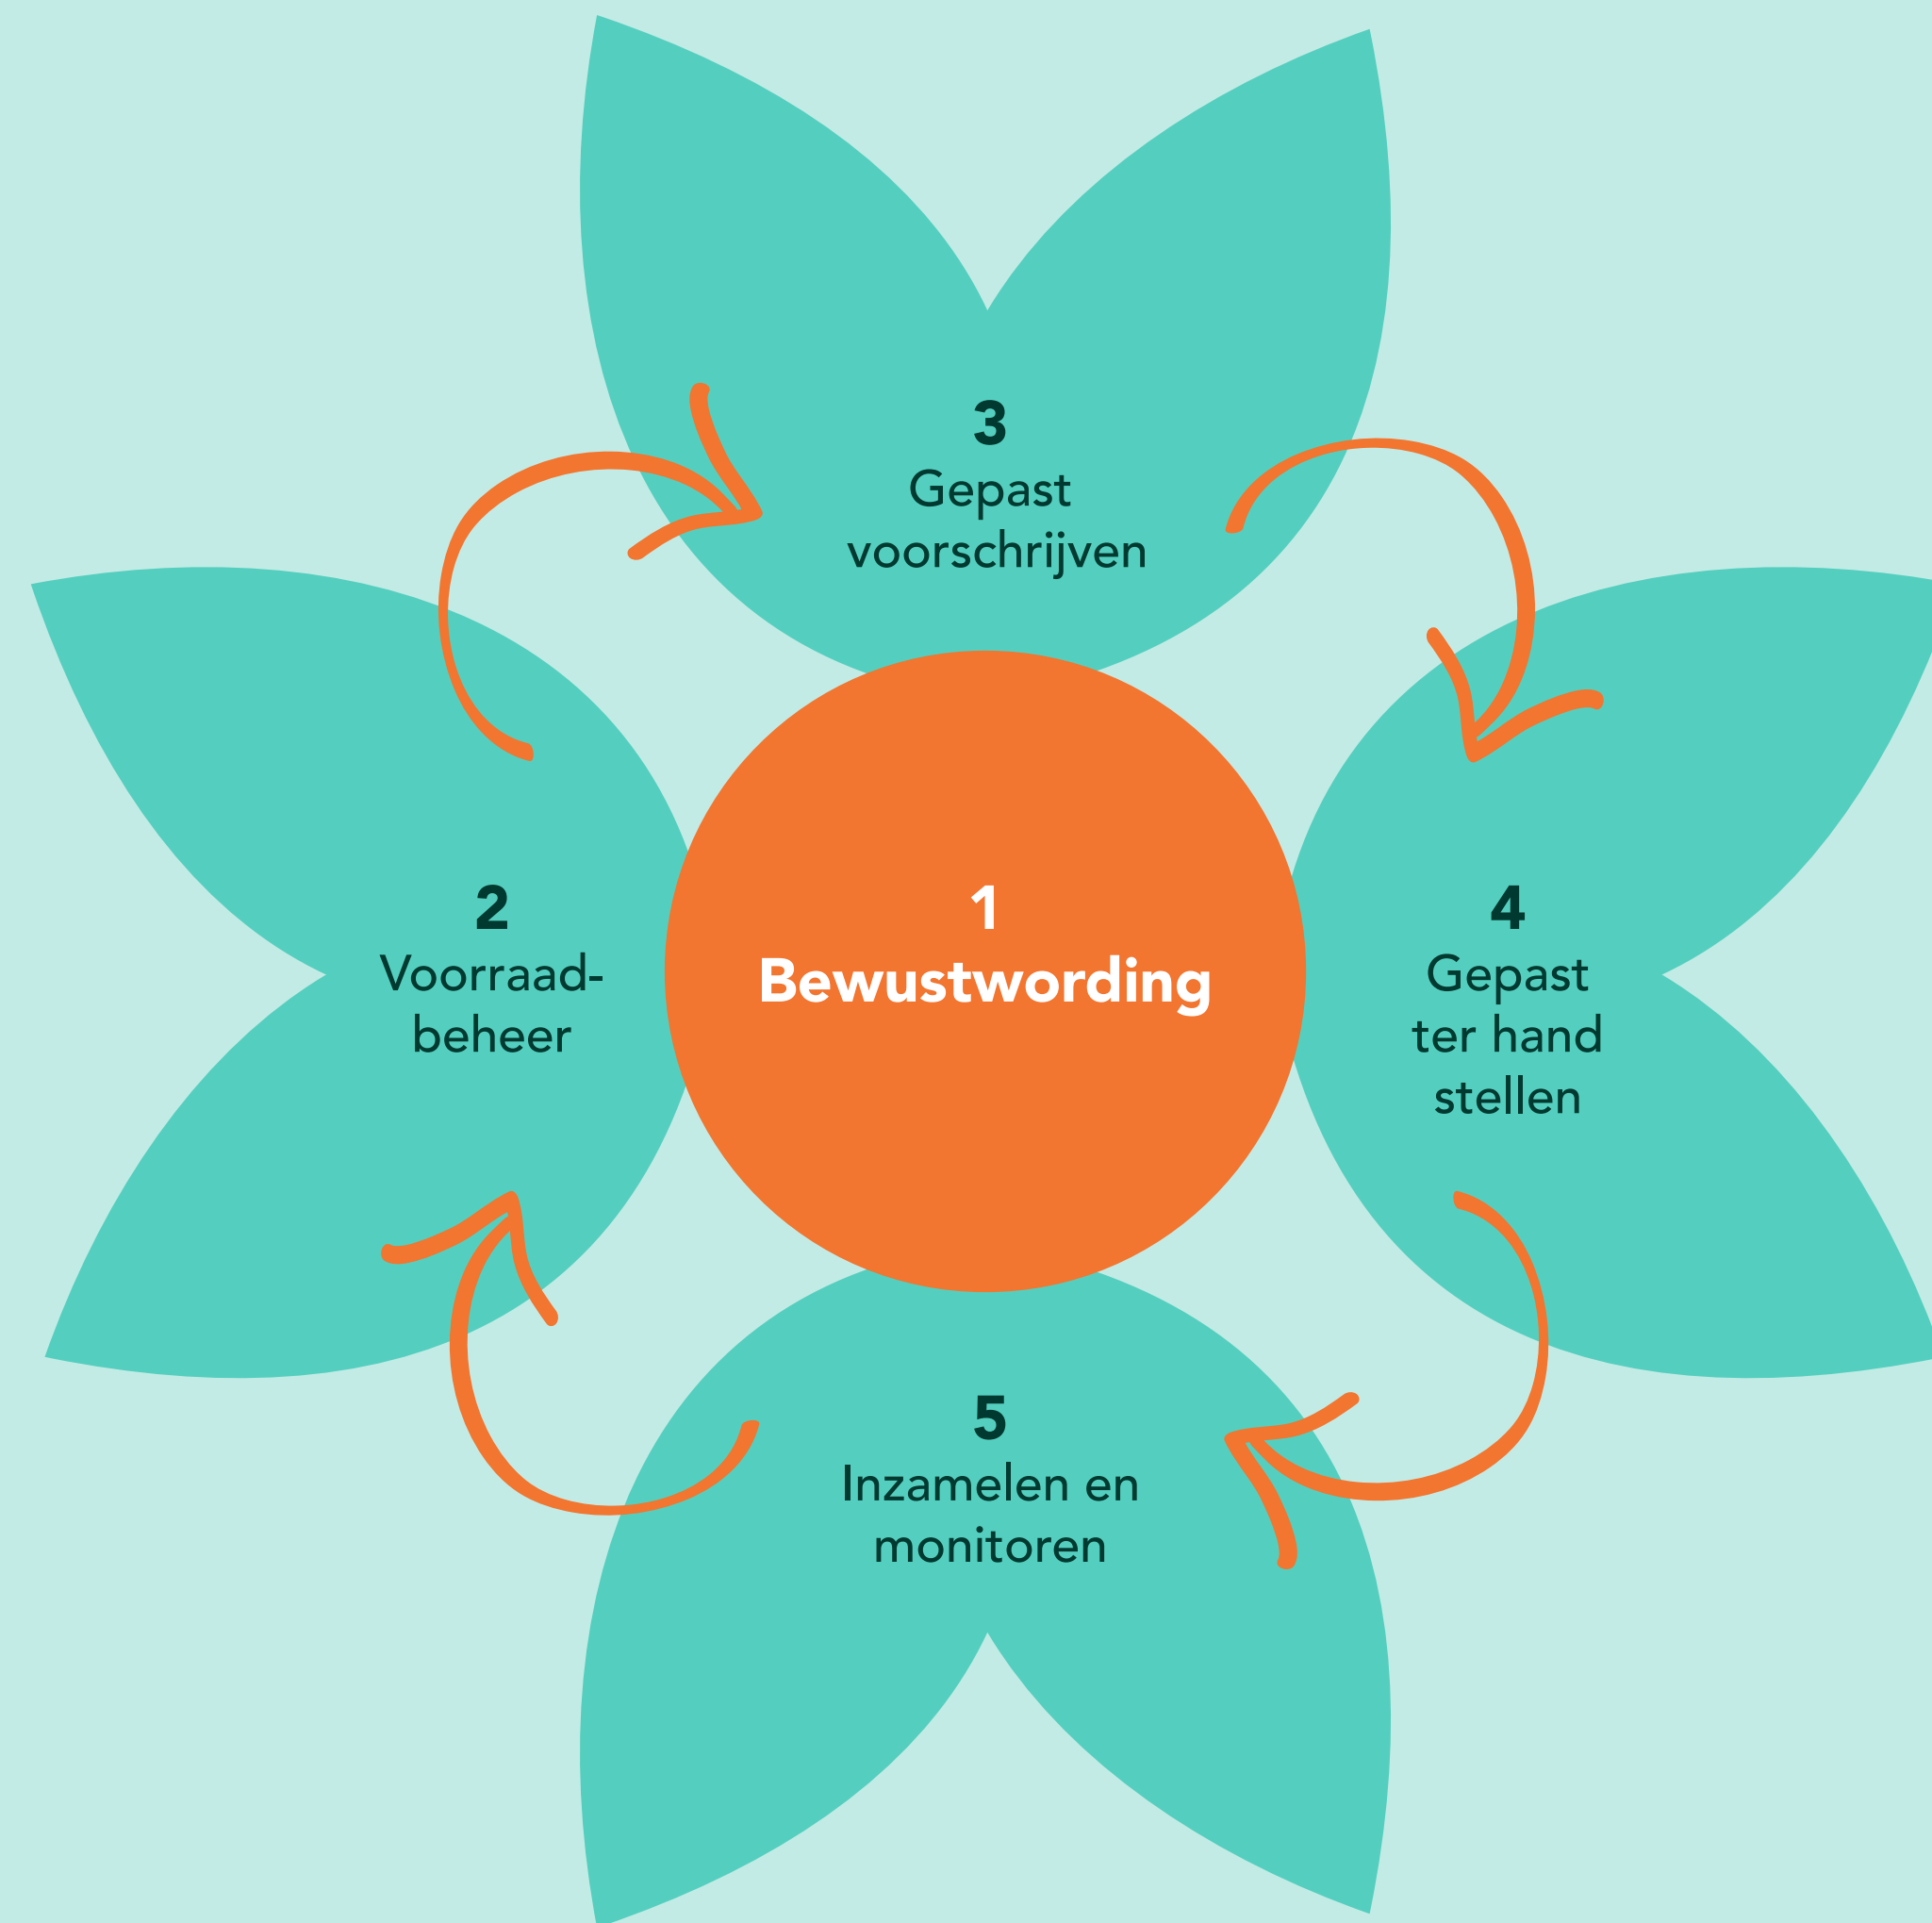 3
Gepast
voorschrijven
2
Voorraad-
beheer
1
Bewustwording
4
Gepast
ter hand
stellen
5
Inzamelen en
monitoren